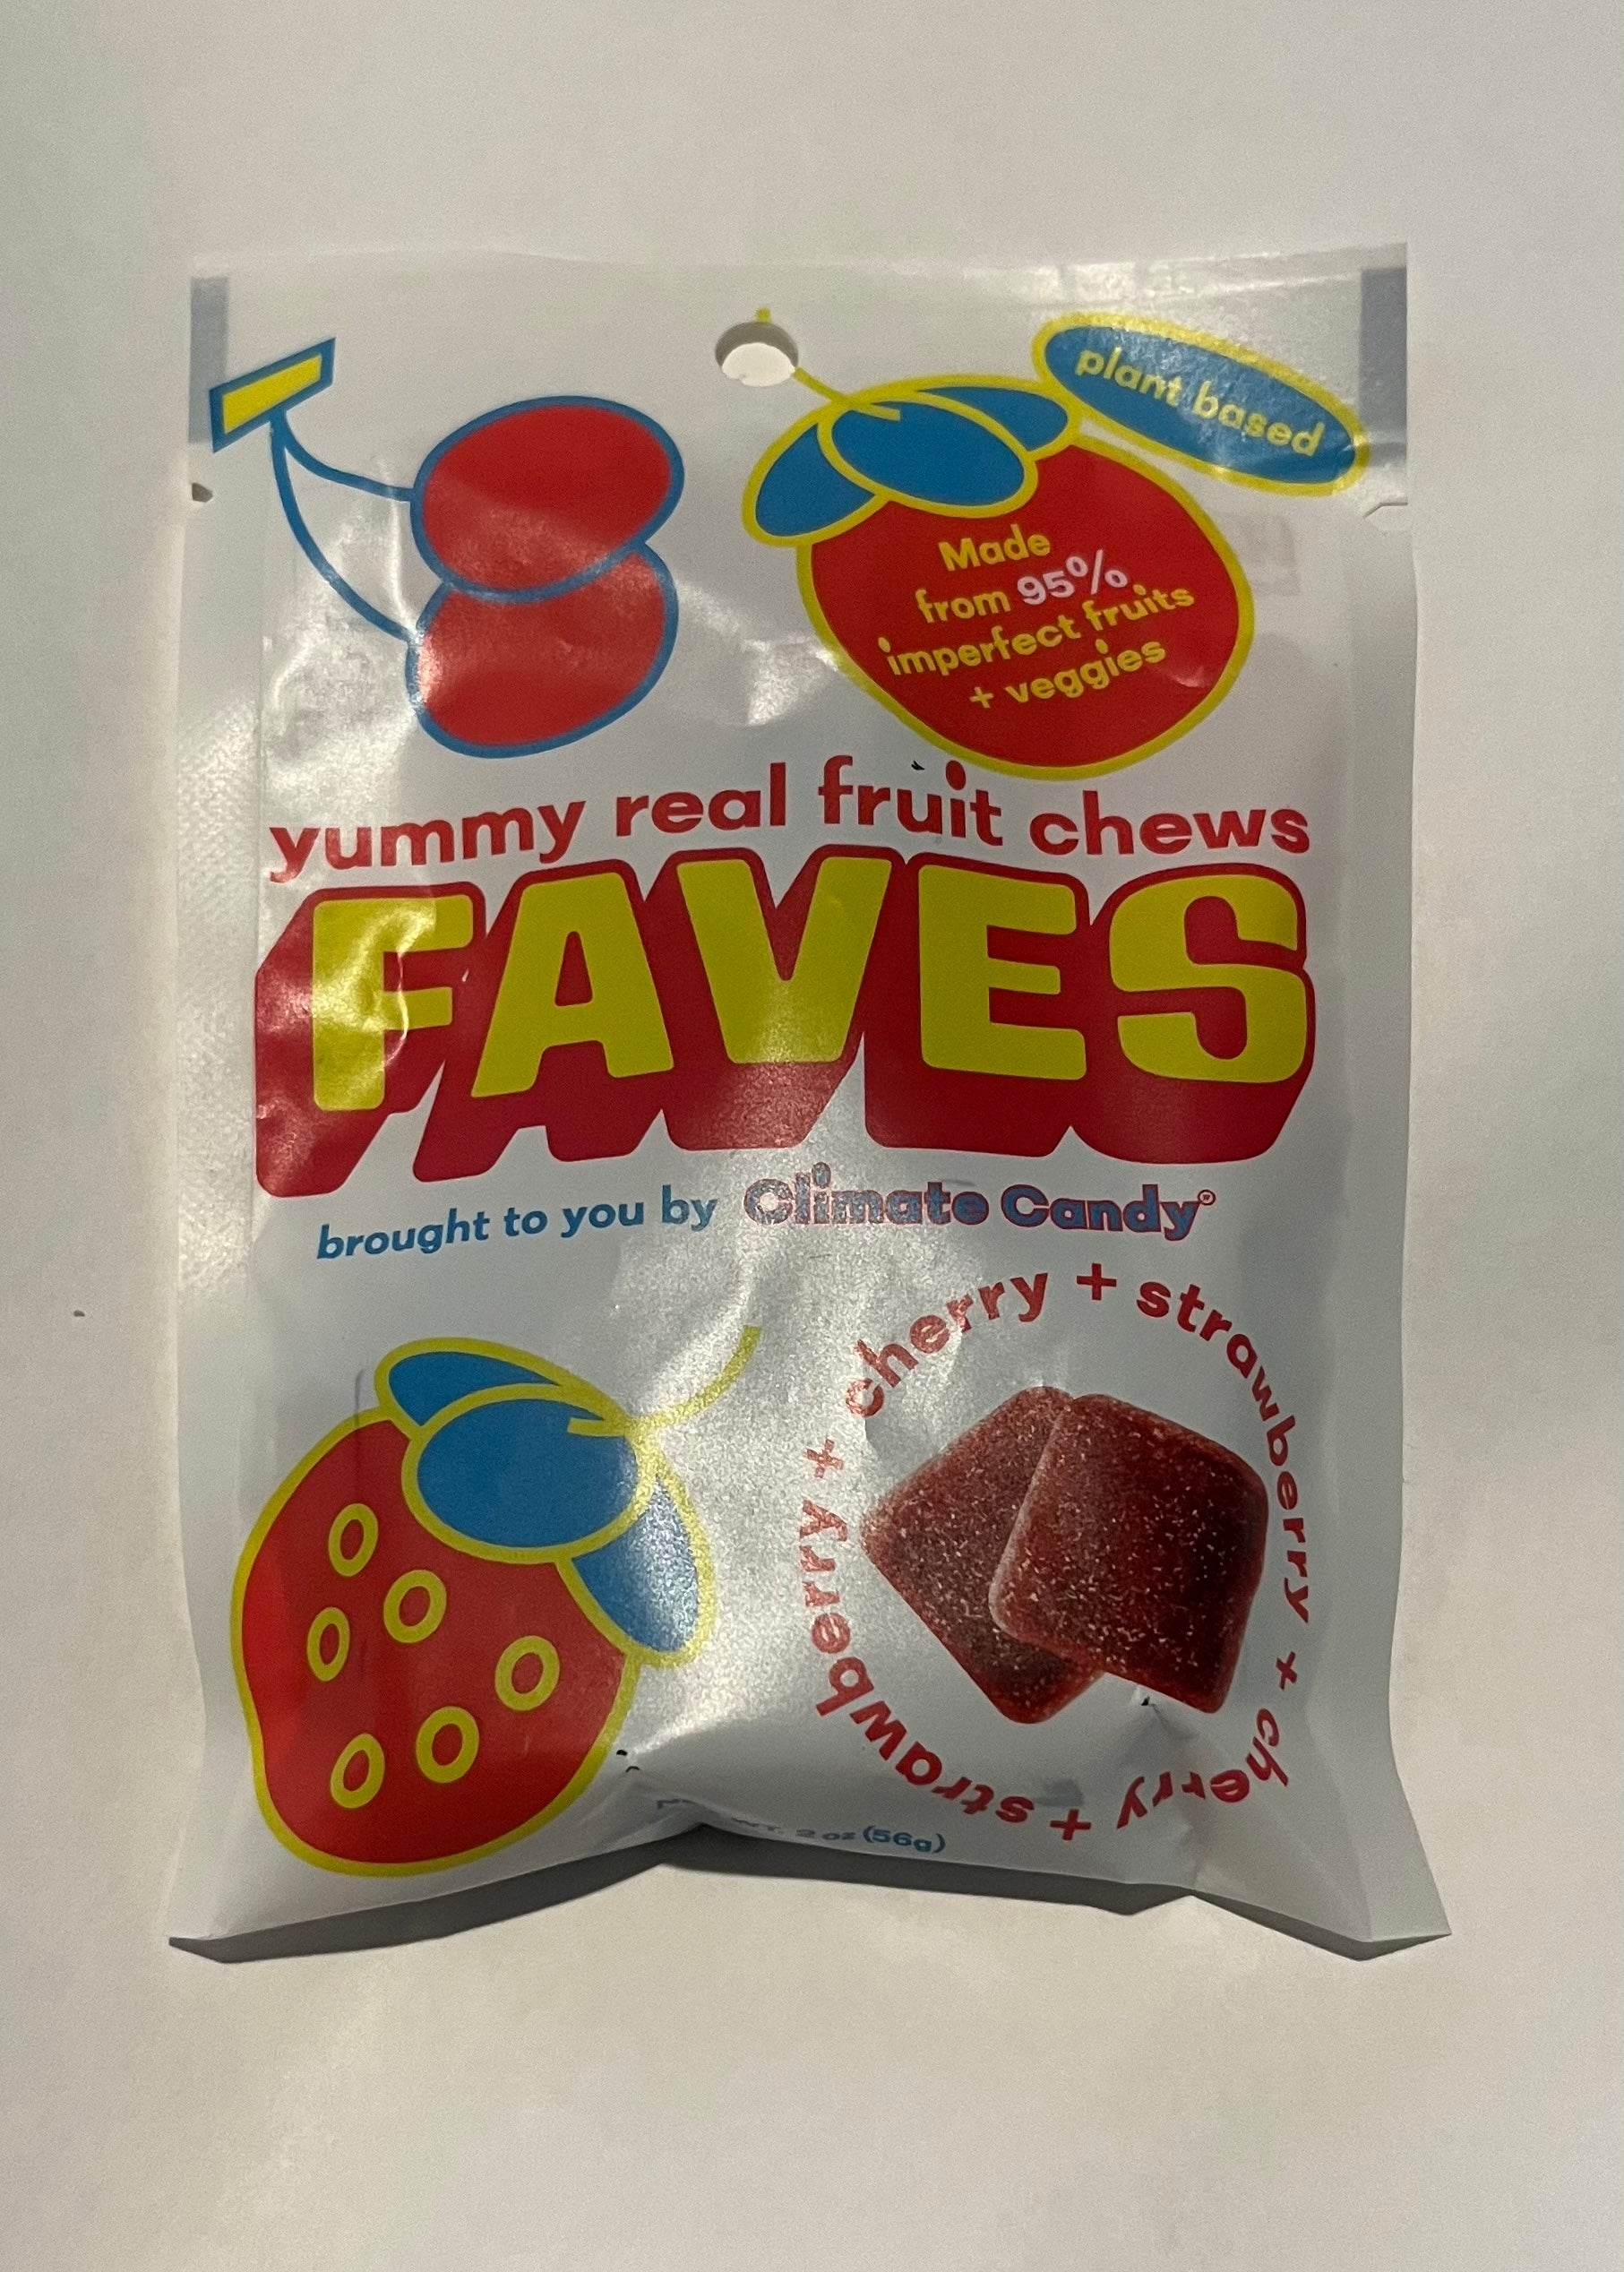 plant based
Made
from 95%
imperfect fruits
+ veggies
yummy real fruit chews
FAVES
brought to you by Climate Candy®
cherry + strawberry + cherry + strawberry +
WT. 2 oz (56g)